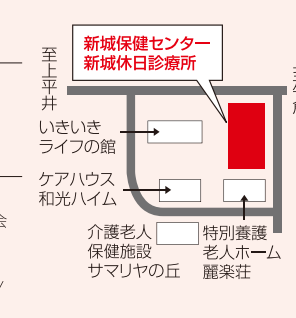 新城保健センター
新城休日診療所
至上平井
至
いきいき
ライフの館
ケアハウス
和光ハイム
会
介護老人
保健施設
サマリヤの丘
特別養護
老人ホーム
麗楽荘